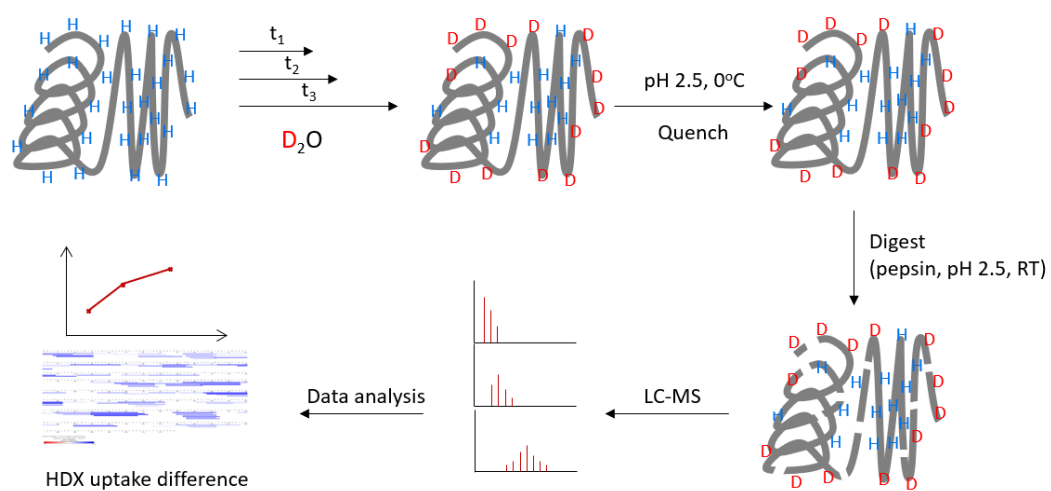 t₁
t₂
t₃
D₂O
pH 2.5, 0°C
Quench
Digest
(pepsin, pH 2.5, RT)
LC-MS
Data analysis
HDX uptake difference
H
D